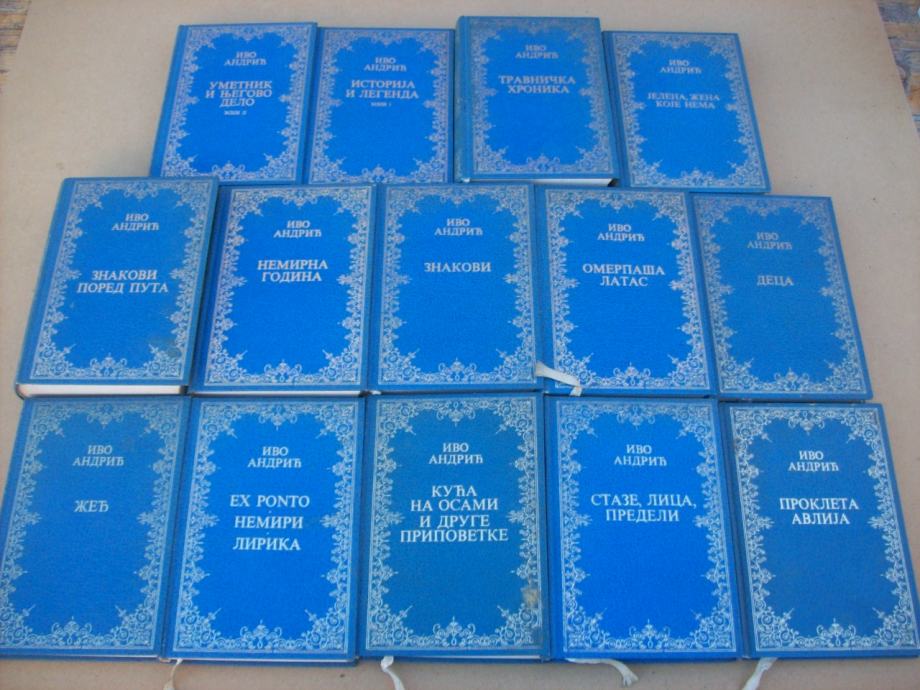 ИВО
АНДРИЋ
УМЕТНИК
И ЊЕГОВО
ДЕЛО
ЕСЕЈИ II
ИВО
АНДРИЋ
ИСТОРИЈА
И ЛЕГЕНДА
ЕСЕЈИ I
ИВО
АНДРИЋ
ТРАВНИЧКА
ХРОНИКА
ИВО
АНДРИЋ
ЈЕЛЕНА, ЖЕНА
КОЈЕ НЕМА
ИВО
АНДРИЋ
ЗНАКОВИ
ПОРЕД ПУТА
ИВО
АНДРИЋ
НЕМИРНА
ГОДИНА
ИВО
АНДРИЋ
ЗНАКОВИ
ИВО
АНДРИЋ
ОМЕРПАША
ЛАТАС
ИВО
АНДРИЋ
ДЕЦА
ИВО
АНДРИЋ
ЖЕЂ
ИВО
АНДРИЋ
EX PONTO
НЕМИРИ
ЛИРИКА
ИВО
АНДРИЋ
КУЋА
НА ОСАМИ
И ДРУГЕ
ПРИПОВЕТКЕ
ИВО
АНДРИЋ
СТАЗЕ, ЛИЦА,
ПРЕДЕЛИ
ИВО
АНДРИЋ
ПРОКЛЕТА
АВЛИЈА